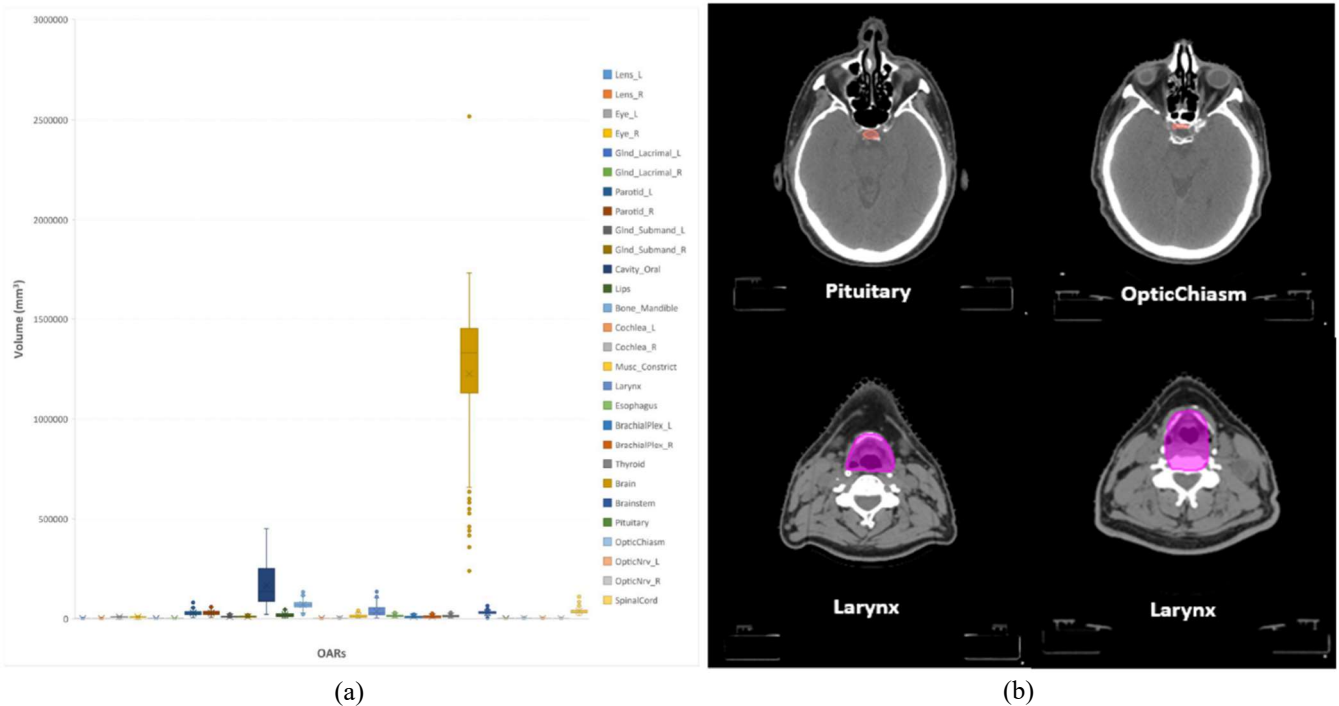 3000000
2500000
2000000
1500000
1000000
500000
0
Volume (mm³)
OARs
Lens_L
Lens_R
Eye_L
Eye_R
Glnd_Lacrimal_L
Glnd_Lacrimal_R
Parotid_L
Parotid_R
Glnd_Submand_L
Glnd_Submand_R
Cavity_Oral
Lips
Bone_Mandible
Cochlea_L
Cochlea_R
Musc_Constrict
Larynx
Esophagus
BrachialPlex_L
BrachialPlex_R
Thyroid
Brain
Brainstem
Pituitary
OpticChiasm
OpticNrv_L
OpticNrv_R
SpinalCord
(a)
Pituitary
OpticChiasm
Larynx
Larynx
(b)